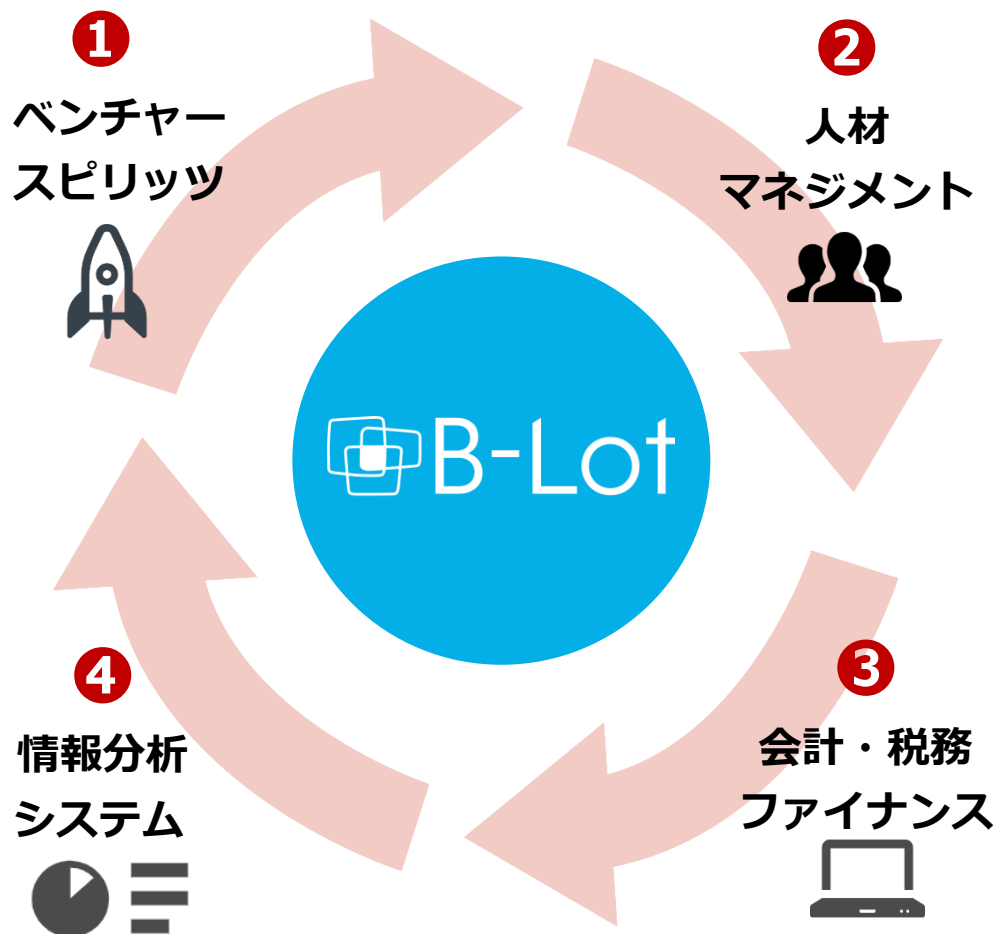 1
ベンチャー
スピリッツ
2
人材
マネジメント
B-Lot
3
会計・税務
ファイナンス
4
情報分析
システム